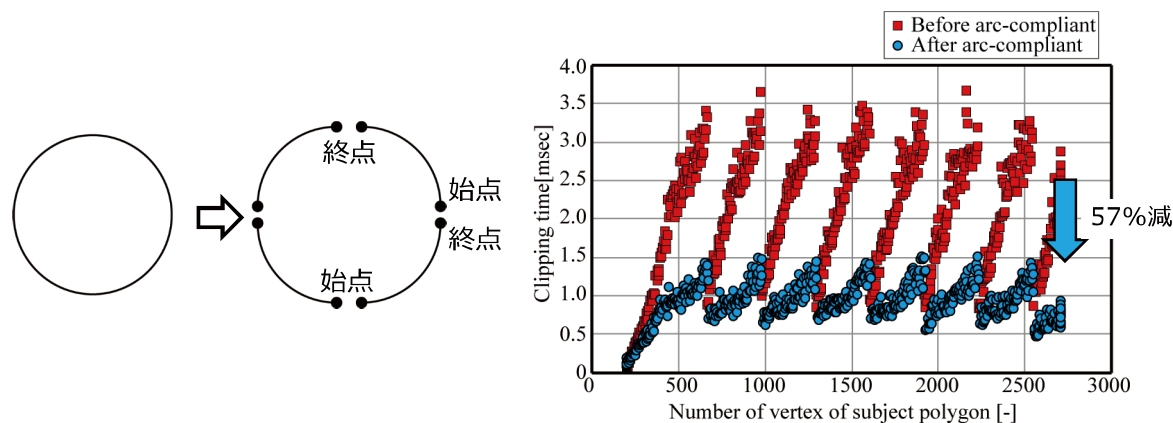 終点
始点
終点
始点
Before arc-compliant
After arc-compliant
Clipping time[msec]
4.0
3.5
3.0
2.5
2.0
1.5
1.0
0.5
0
57%減
0 500 1000 1500 2000 2500 3000
Number of vertex of subject polygon [-]